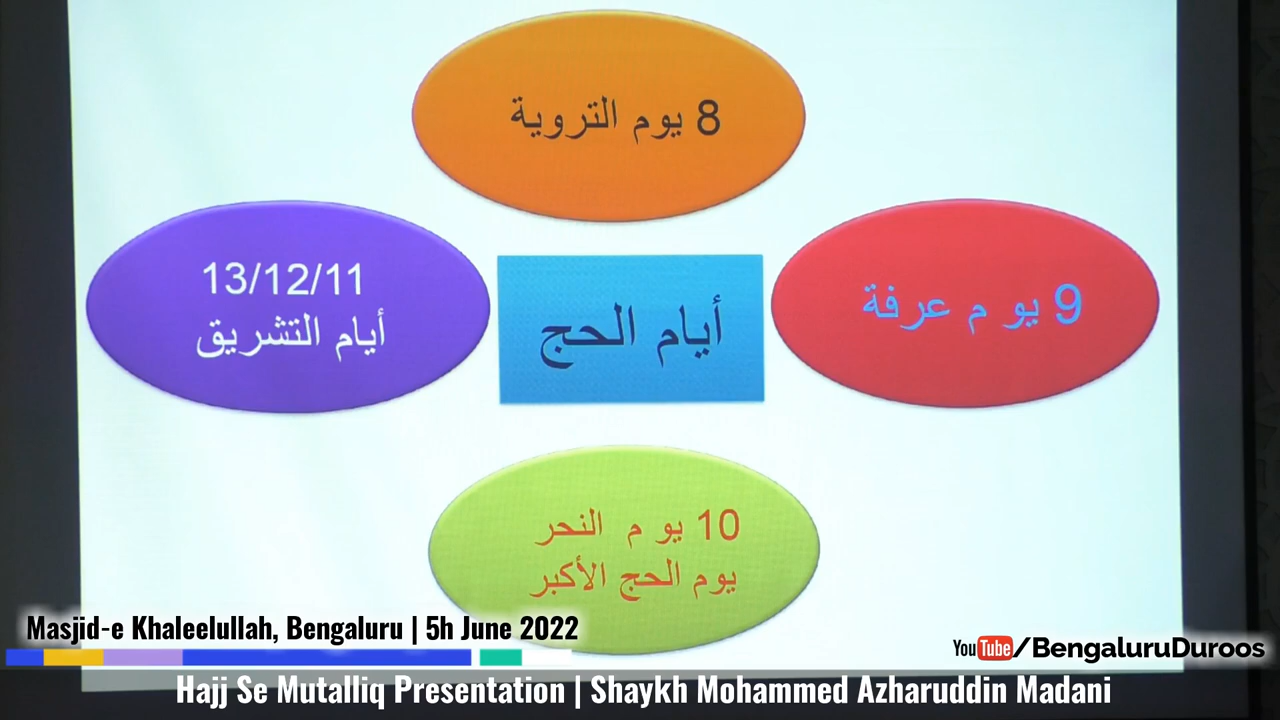 8 يوم التروية
9 يو م عرفة
أيام الحج
13/12/11
أيام التشريق
10 يو م النحر
يوم الحج الأكبر
Masjid-e Khaleelullah, Bengaluru | 5h June 2022
YouTube/BengaluruDuroos
Hajj Se Mutalliq Presentation | Shaykh Mohammed Azharuddin Madani